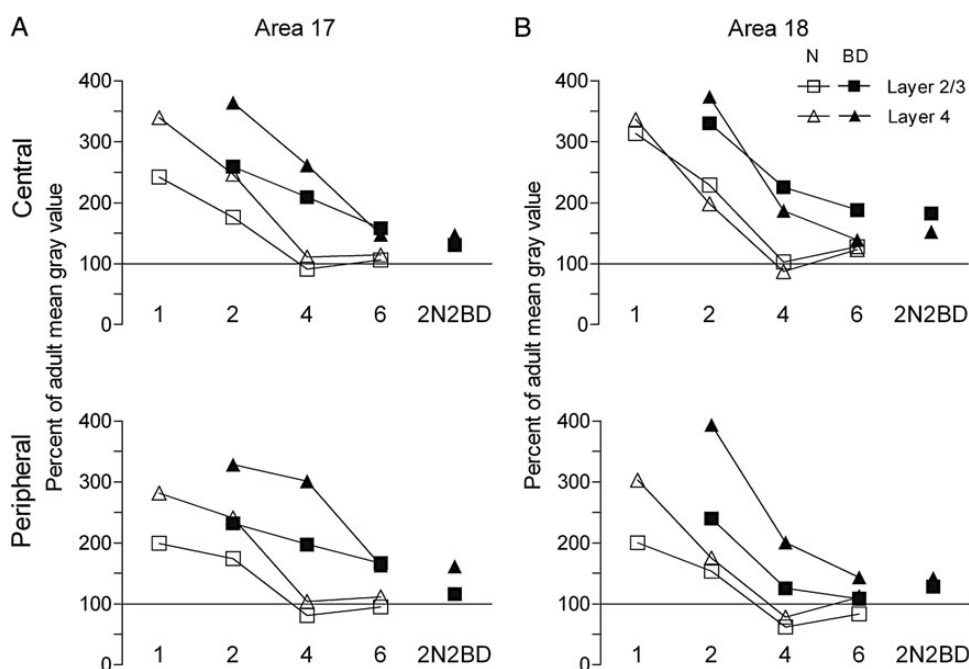 A
Area 17
B
Area 18
N BD
Layer 2/3
Layer 4
Central
Percent of adult mean gray value
400
300
200
100
0
1 2 4 6 2N2BD
Percent of adult mean gray value
400
300
200
100
0
1 2 4 6 2N2BD
Peripheral
Percent of adult mean gray value
400
300
200
100
0
1 2 4 6 2N2BD
Percent of adult mean gray value
400
300
200
100
0
1 2 4 6 2N2BD